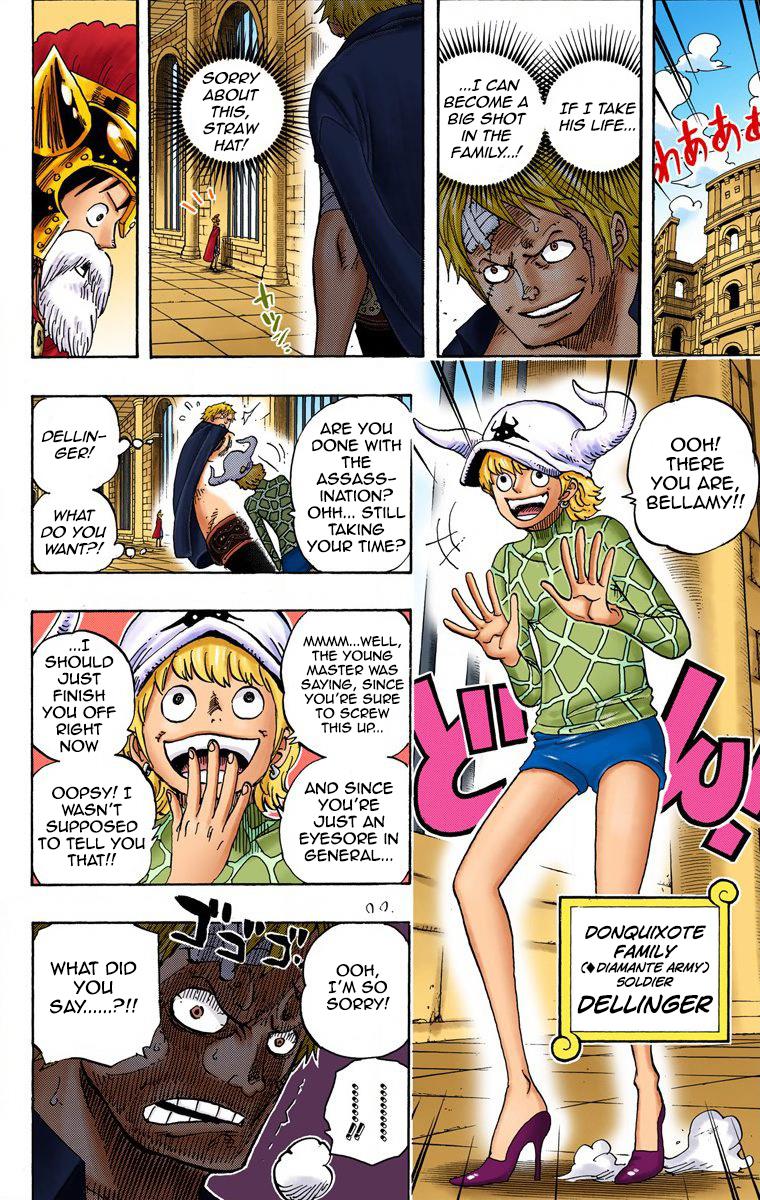 わあああ
IF I TAKE
HIS LIFE...
...I CAN
BECOME A
BIG SHOT
IN THE
FAMILY...!
SORRY
ABOUT
THIS,
STRAW
HAT!
カツ
OOH!
THERE
YOU ARE,
BELLAMY!!
どん!
DONQUIXOTE
FAMILY
(♦DIAMANTE ARMY)
SOLDIER
DELLINGER
ARE YOU
DONE WITH
THE
ASSASS-
INATION?
OHH... STILL
TAKING
YOUR TIME?
DELLIN-
GER!
WHAT DO
YOU
WANT?!
MMMM...WELL,
THE YOUNG
MASTER WAS
SAYING, SINCE
YOU'RE SURE
TO SCREW
THIS UP...
AND SINCE
YOU'RE JUST
AN EYESORE IN
GENERAL...
...I
SHOULD
JUST
FINISH
YOU OFF
RIGHT
NOW
OOPSY! I
WASN'T
SUPPOSED
TO TELL YOU
THAT!!
OOH,
I'M SO
SORRY!
ゴゴゴゴ
WHAT DID
YOU
SAY......?!!
........!!